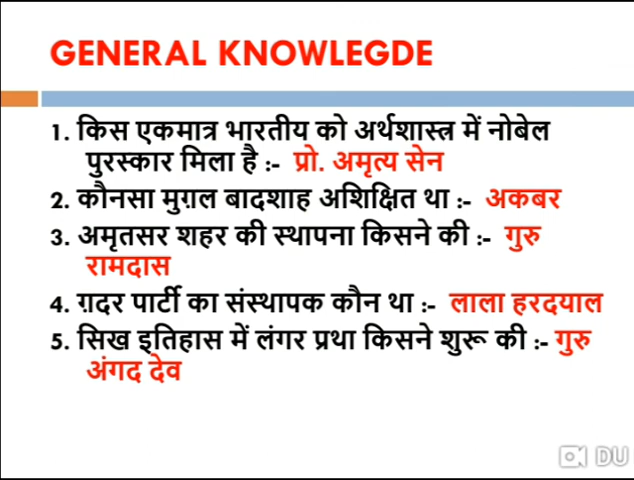 GENERAL KNOWLEGDE
1. किस एकमात्र भारतीय को अर्थशास्त्र में नोबेल
पुरस्कार मिला है :- प्रो. अमृत्य सेन
2. कौनसा मुग़ल बादशाह अशिक्षित था :- अकबर
3. अमृतसर शहर की स्थापना किसने की :- गुरु
रामदास
4. ग़दर पार्टी का संस्थापक कौन था :- लाला हरदयाल
5. सिख इतिहास में लंगर प्रथा किसने शुरू की :- गुरु
अंगद देव
DU